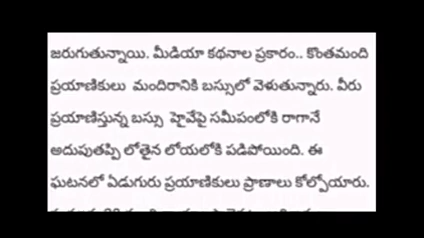 జరుగుతున్నాయి. మీడియా కథనాల ప్రకారం.. కొంతమంది
ప్రయాణికులు మందిరానికి బస్సులో వెళుతున్నారు. వీరు
ప్రయాణిస్తున్న బస్సు హైవేపై సమీపంలోకి రాగానే
అదుపుతప్పి లోతైన లోయలోకి పడిపోయింది. ఈ
ఘటనలో ఏడుగురు ప్రయాణికులు ప్రాణాలు కోల్పోయారు.